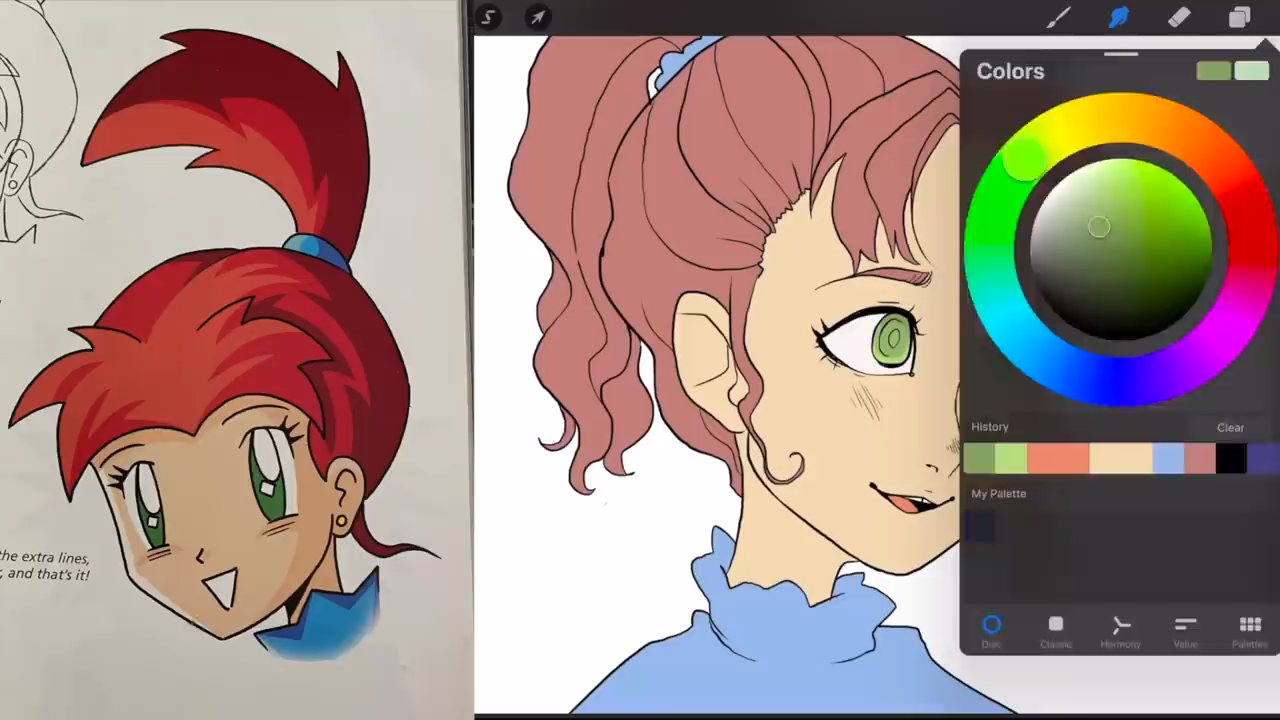 the extra lines,
, and that's it!
Colors
History
Clear
My Palette
Disc
Classic
Harmony
Value
Palettes